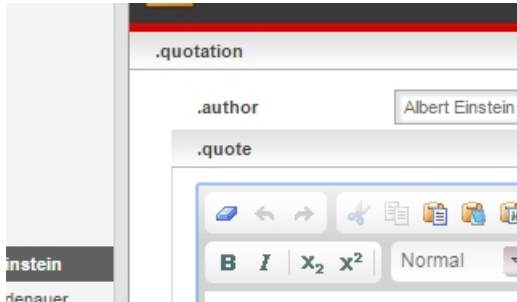 .quotation
.author
Albert Einstein
.quote
B I X₂ X²
Normal
instein
denauer